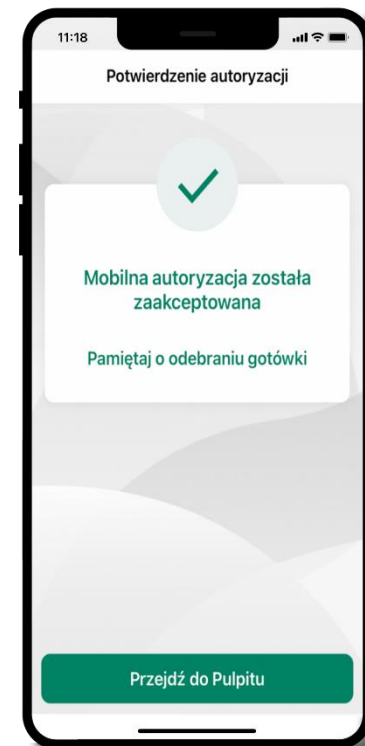 11:18
Potwierdzenie autoryzacji
Mobilna autoryzacja została
zaakceptowana
Pamiętaj o odebraniu gotówki
Przejdź do Pulpitu